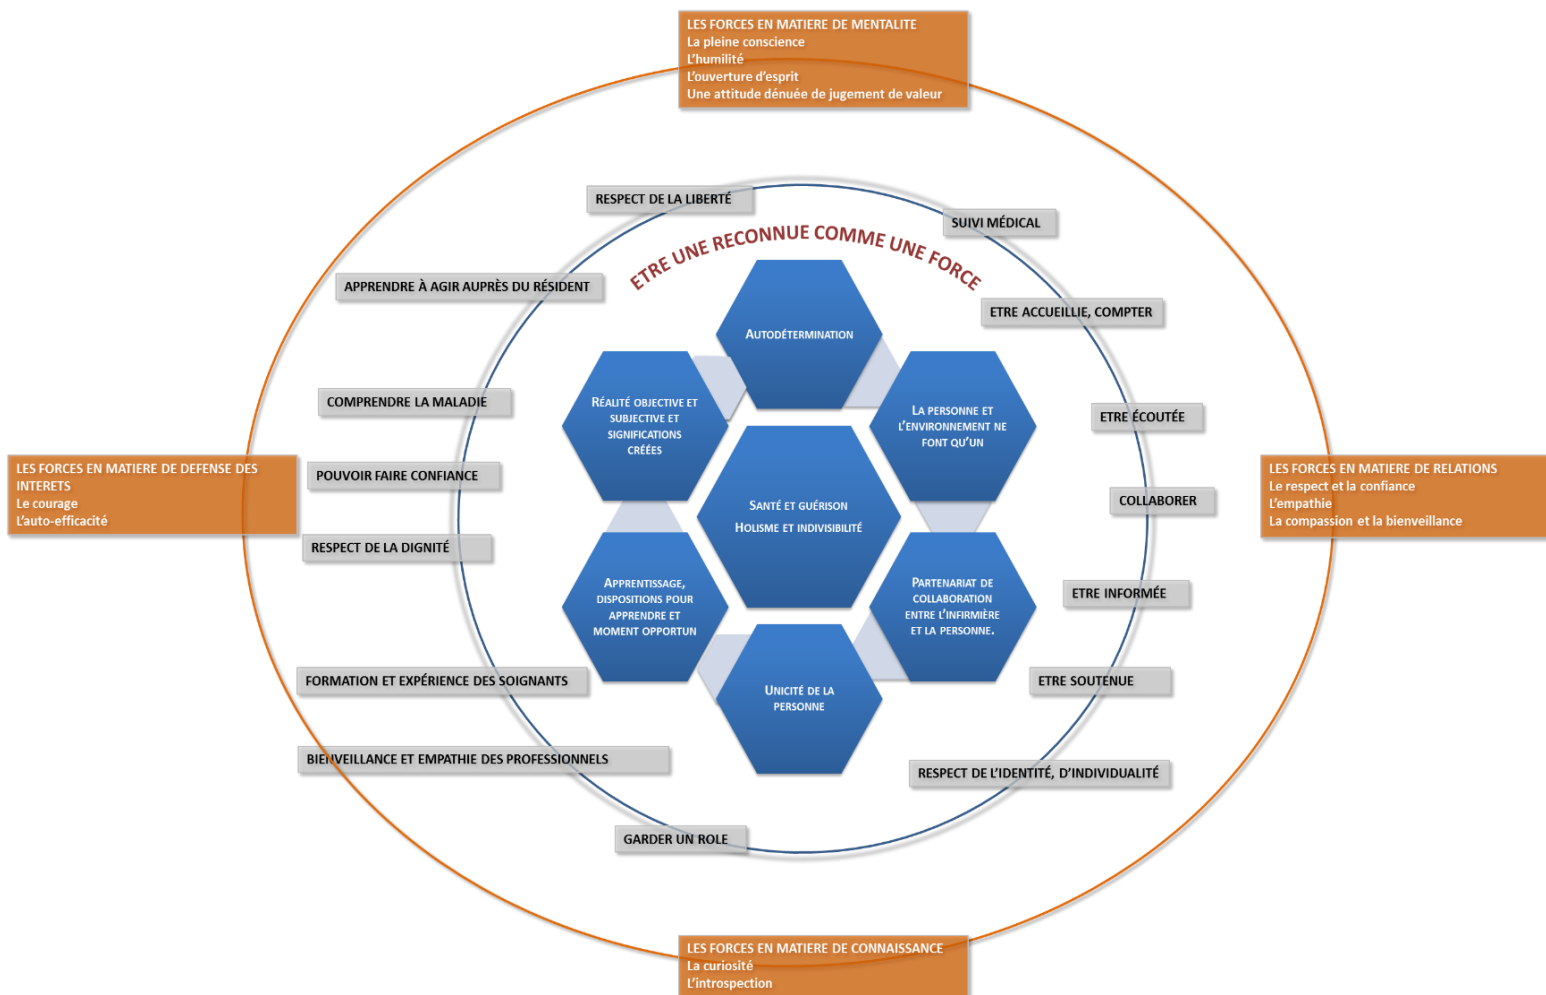 LES FORCES EN MATIERE DE MENTALITE
La pleine conscience
L'humilité
L'ouverture d'esprit
Une attitude dénuée de jugement de valeur
RESPECT DE LA LIBERTÉ
SUIVI MÉDICAL
ETRE UNE RECONNUE COMME UNE FORCE
APPRENDRE À AGIR AUPRÈS DU RÉSIDENT
ETRE ACCUEILLIE, COMPTER
AUTODÉTERMINATION
COMPRENDRE LA MALADIE
RÉALITÉ OBJECTIVE ET
SUBJECTIVE ET
SIGNIFICATIONS
CRÉÉES
LA PERSONNE ET
L'ENVIRONNEMENT NE
FONT QU'UN
ETRE ÉCOUTÉE
LES FORCES EN MATIERE DE DEFENSE DES
INTERETS
Le courage
L'auto-efficacité
POUVOIR FAIRE CONFIANCE
SANTÉ ET GUÉRISON
HOLISME ET INDIVISIBILITÉ
COLLABORER
LES FORCES EN MATIERE DE RELATIONS
Le respect et la confiance
L'empathie
La compassion et la bienveillance
RESPECT DE LA DIGNITÉ
APPRENTISSAGE,
DISPOSITIONS POUR
APPRENDRE ET
MOMENT OPPORTUN
PARTENARIAT DE
COLLABORATION
ENTRE L'INFIRMIÈRE
ET LA PERSONNE.
ETRE INFORMÉE
FORMATION ET EXPÉRIENCE DES SOIGNANTS
UNICITÉ DE LA
PERSONNE
ETRE SOUTENUE
BIENVEILLANCE ET EMPATHIE DES PROFESSIONNELS
RESPECT DE L'IDENTITÉ, D'INDIVIDUALITÉ
GARDER UN ROLE
LES FORCES EN MATIERE DE CONNAISSANCE
La curiosité
L'introspection